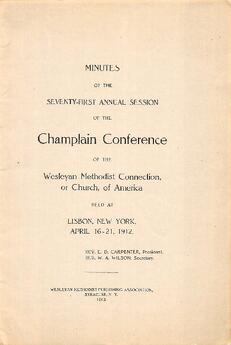 MINUTES
OF THE
SEVENTY-FIRST ANNUAL SESSION
OF THE
Champlain Conference
OF THE
Wesleyan Methodist Connection,
or Church, of America
HELD AT
LISBON, NEW YORK,
APRIL 16-21, 1912.
REV. E. D. CARPENTER, President.
REV. W. A. WILSON, Secretary.
WESLEYAN METHODIST PUBLISHING ASSOCIATION,
SYRACUSE, N. Y.
1912.